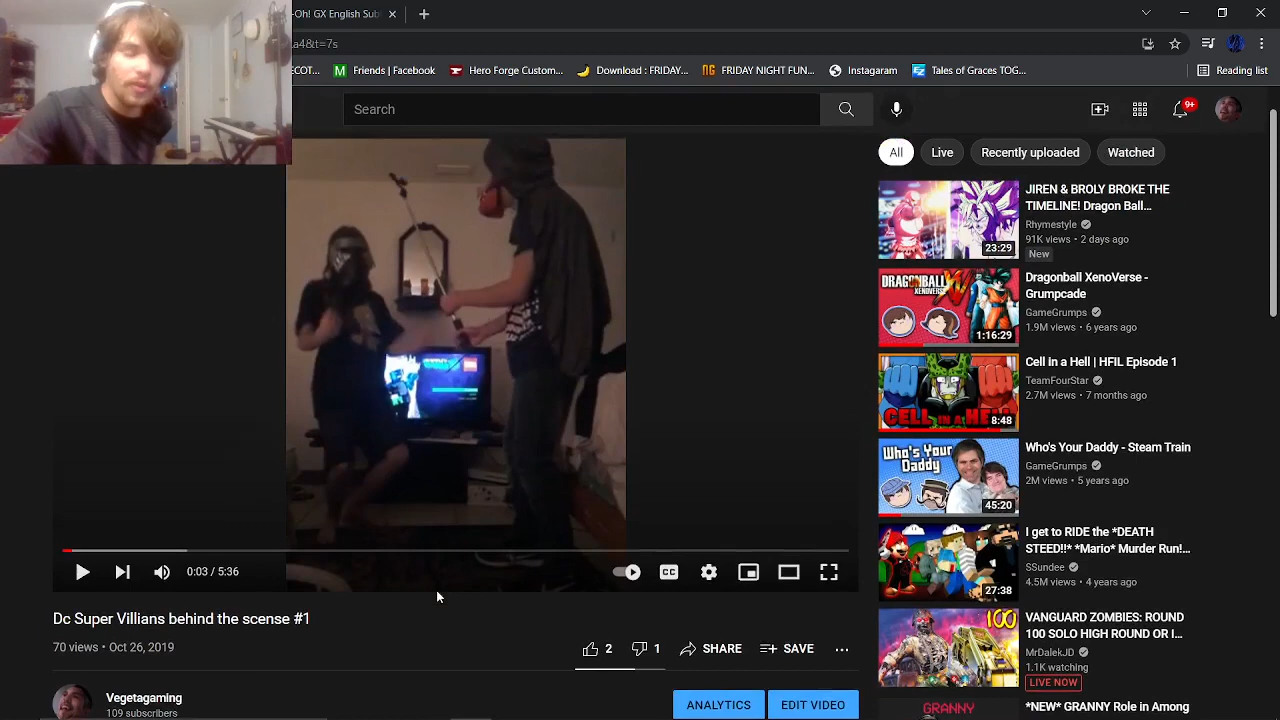 -Oh! GX English Sub
a4&t=7s
COT...
Friends | Facebook
Hero Forge Custom...
Download : FRIDAY...
FRIDAY NIGHT FUN...
Instagaram
Tales of Graces TOG...
Reading list
Search
9+
All
Live
Recently uploaded
Watched
JIREN & BROLY BROKE THE
TIMELINE! Dragon Ball...
Rhymestyle
91K views • 2 days ago
New
23:29
DRAGONBALL
XENOVERSE
XV
1:16:29
Dragonball XenoVerse -
Grumpcade
GameGrumps
1.9M views • 6 years ago
CELL IN A HELL
8:48
Cell in a Hell | HFIL Episode 1
TeamFourStar
2.7M views • 7 months ago
WHO'S YOUR
DADDY
45:20
Who's Your Daddy - Steam Train
GameGrumps
2M views • 5 years ago
27:38
I get to RIDE the *DEATH
STEED!!* *Mario* Murder Run!...
SSundee
4.5M views • 4 years ago
100
VANGUARD ZOMBIES: ROUND
100 SOLO HIGH ROUND OR I...
MrDalekJD
1.1K watching
LIVE NOW
GRANNY
*NEW* GRANNY Role in Among
0:03 / 5:36
CC
Dc Super Villians behind the scense #1
70 views • Oct 26, 2019
2
1
SHARE
SAVE
Vegetagaming
109 subscribers
ANALYTICS
EDIT VIDEO